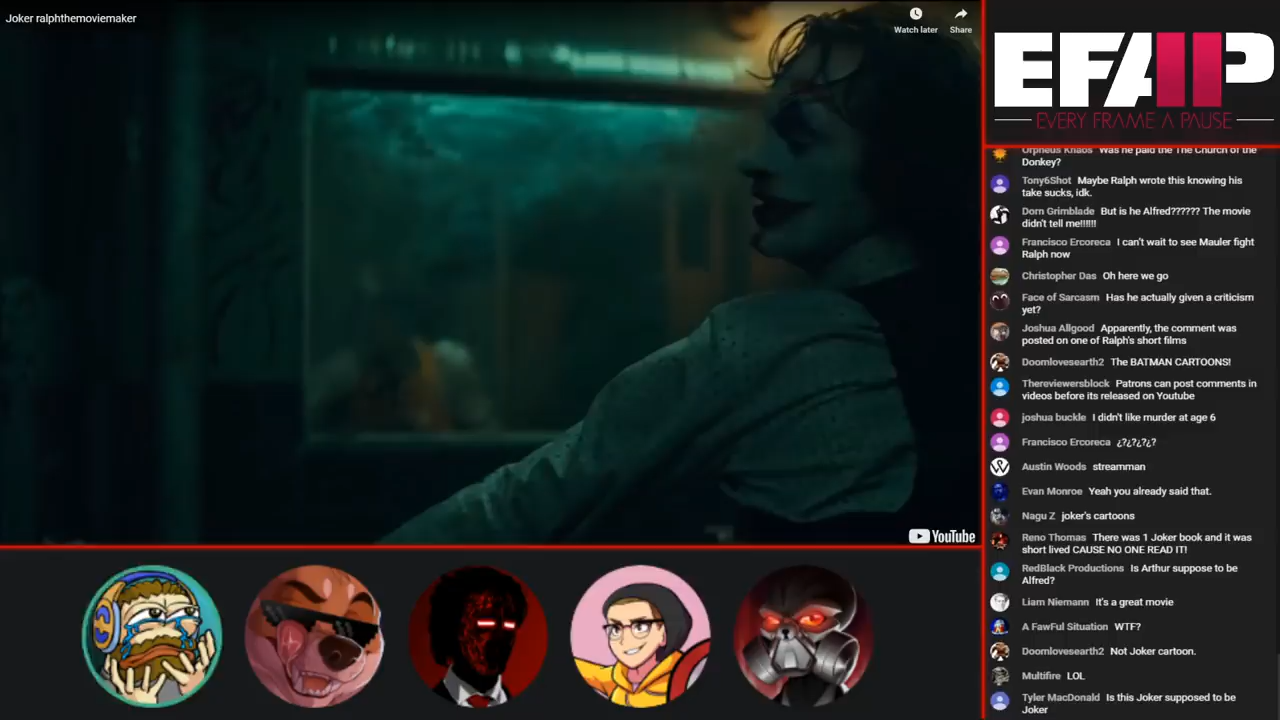 Joker ralphthemoviemaker
Watch later
Share
YouTube
EFAP
EVERY FRAME A PAUSE
Orpheus Khaos Was he paid the The Church of the
Donkey?
Tony6Shot Maybe Ralph wrote this knowing his
take sucks, idk.
Dorn Grimblade But is he Alfred?????? The movie
didn't tell me!!!!!!
Francisco Ercoreca I can't wait to see Mauler fight
Ralph now
Christopher Das Oh here we go
Face of Sarcasm Has he actually given a criticism
yet?
Joshua Allgood Apparently, the comment was
posted on one of Ralph's short films
Doomlovesearth2 The BATMAN CARTOONS!
Thereviewersblock Patrons can post comments in
videos before its released on Youtube
joshua buckle I didn't like murder at age 6
Francisco Ercoreca ¿?¿?¿?¿?
Austin Woods streamman
Evan Monroe Yeah you already said that.
Nagu Z joker's cartoons
Reno Thomas There was 1 Joker book and it was
short lived CAUSE NO ONE READ IT!
RedBlack Productions Is Arthur suppose to be
Alfred?
Liam Niemann It's a great movie
A FawFul Situation WTF?
Doomlovesearth2 Not Joker cartoon.
Multifire LOL
Tyler MacDonald Is this Joker supposed to be
Joker